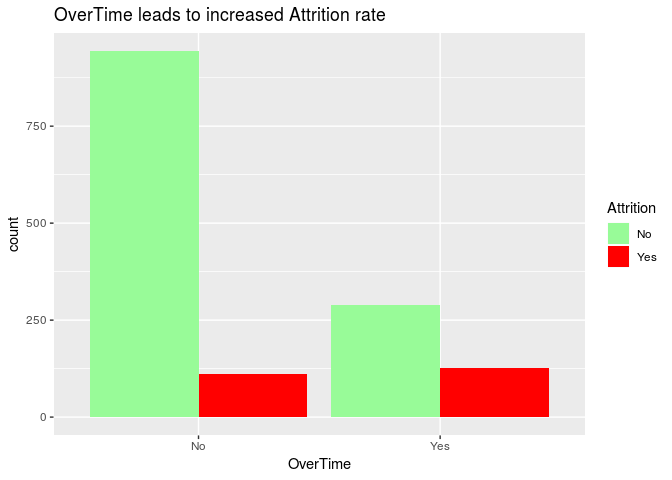 OverTime leads to increased Attrition rate
750
500
250
0
count
No
Yes
OverTime
Attrition
No
Yes